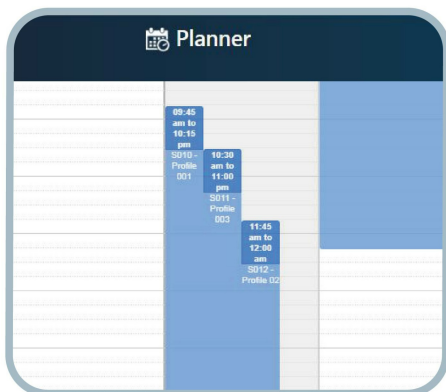 Planner
09:45
am to
10:15
pm
S010 -
Profile
001
10:30
am to
11:00
pm
S011 -
Profile
003
11:45
am to
12:00
am
S012 -
Profile 02